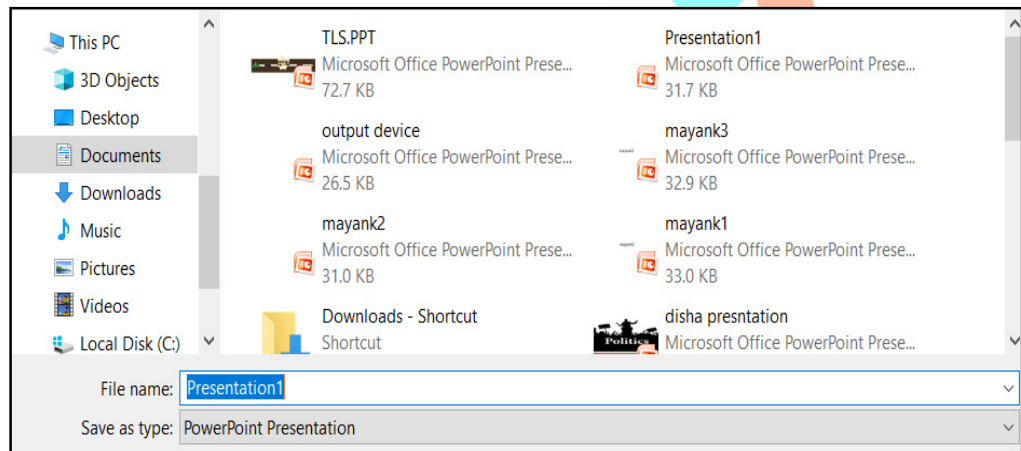 This PC
3D Objects
Desktop
Documents
Downloads
Music
Pictures
Videos
Local Disk (C:)
TLS.PPT
Microsoft Office PowerPoint Prese...
72.7 KB
Presentation1
Microsoft Office PowerPoint Prese...
31.7 KB
output device
Microsoft Office PowerPoint Prese...
26.5 KB
mayank3
Microsoft Office PowerPoint Prese...
32.9 KB
mayank2
Microsoft Office PowerPoint Prese...
31.0 KB
mayank1
Microsoft Office PowerPoint Prese...
33.0 KB
Downloads - Shortcut
Shortcut
Politics
disha presntation
Microsoft Office PowerPoint Prese...
File name: Presentation1
Save as type: PowerPoint Presentation